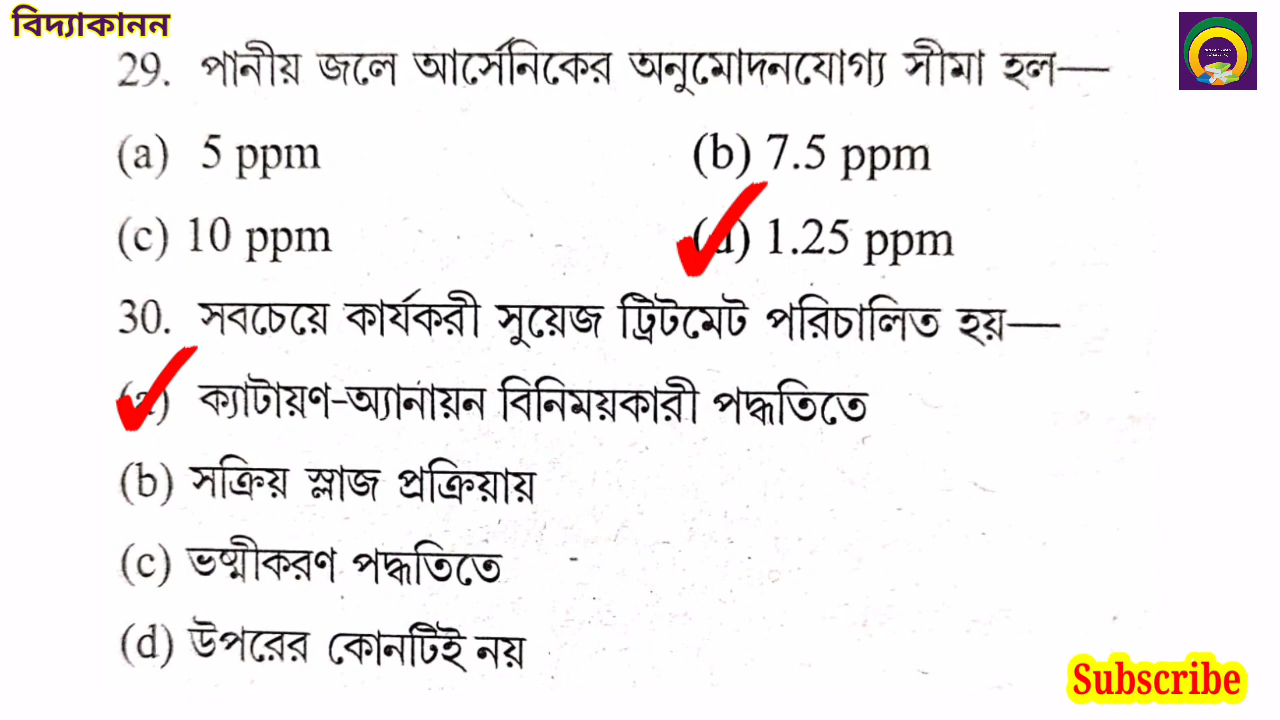 বিদ্যাকানন
29. পানীয় জলে আর্সেনিকের অনুমোদনযোগ্য সীমা হল—
(a) 5 ppm (b) 7.5 ppm
(c) 10 ppm (d) 1.25 ppm
30. সবচেয়ে কার্যকরী সুয়েজ ট্রিটমেট পরিচালিত হয়—
(a) ক্যাটায়ণ-অ্যানায়ন বিনিময়কারী পদ্ধতিতে
(b) সক্রিয় স্লাজ প্রক্রিয়ায়
(c) ভষ্মীকরণ পদ্ধতিতে
(d) উপরের কোনটিই নয়
Subscribe